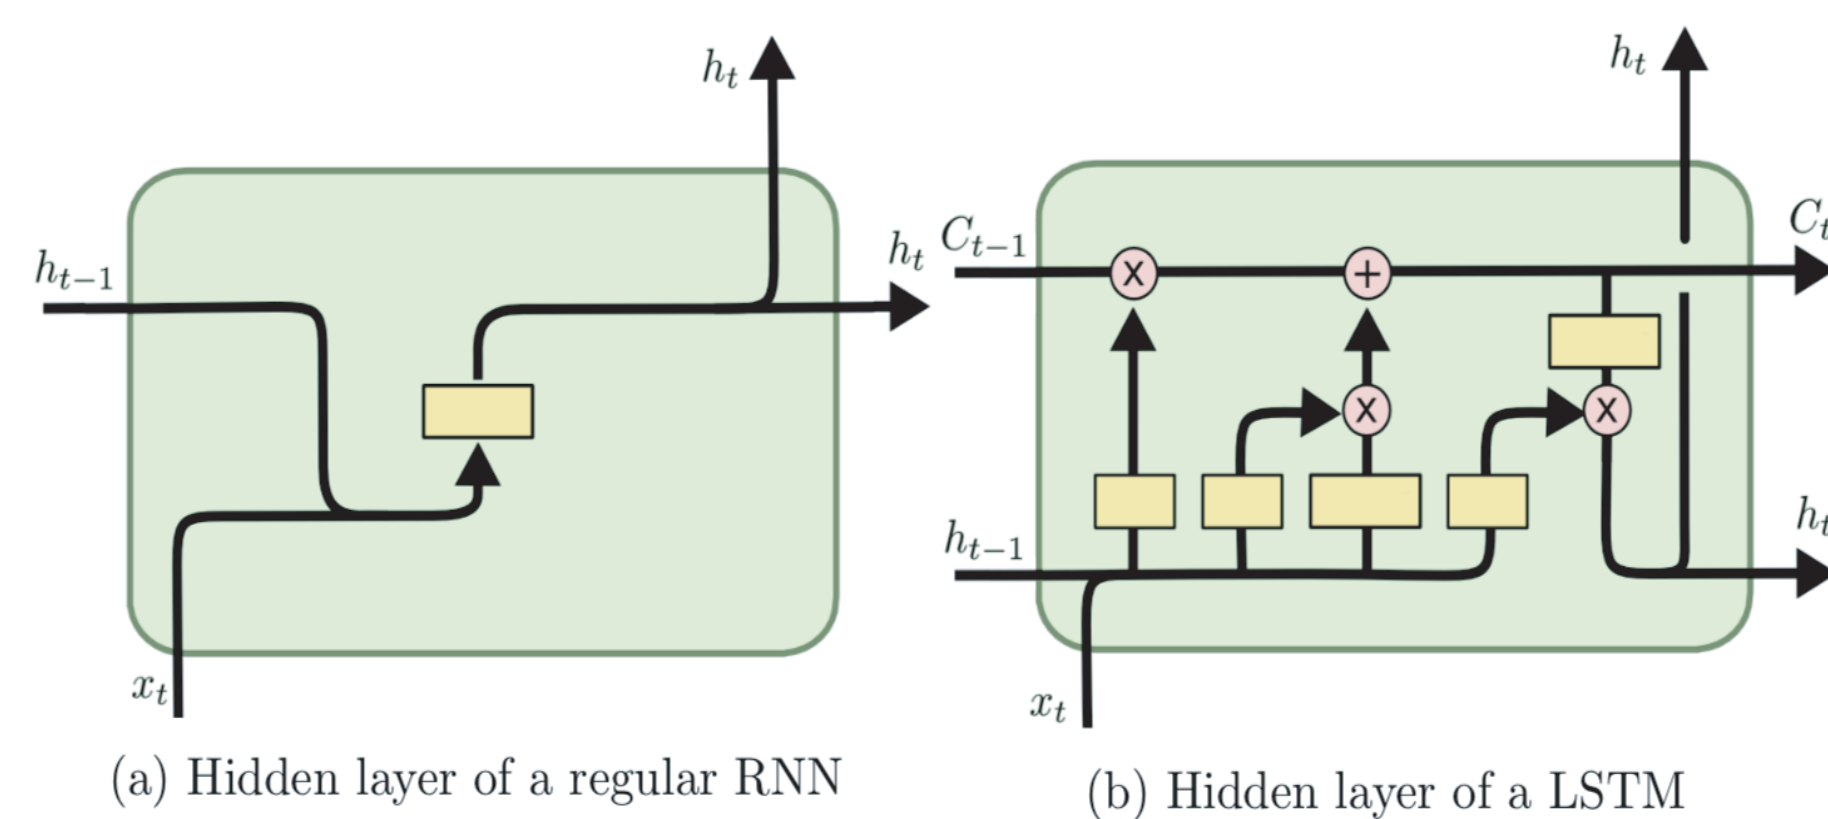 h_t
h_{t-1}
h_t
x_t
(a) Hidden layer of a regular RNN
h_t
C_{t-1}
C_t
x
+
x
x
h_{t-1}
h_t
x_t
(b) Hidden layer of a LSTM